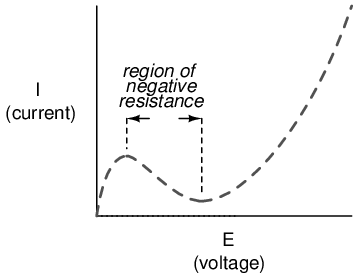 region of
negative
resistance
I
(current)
E
(voltage)